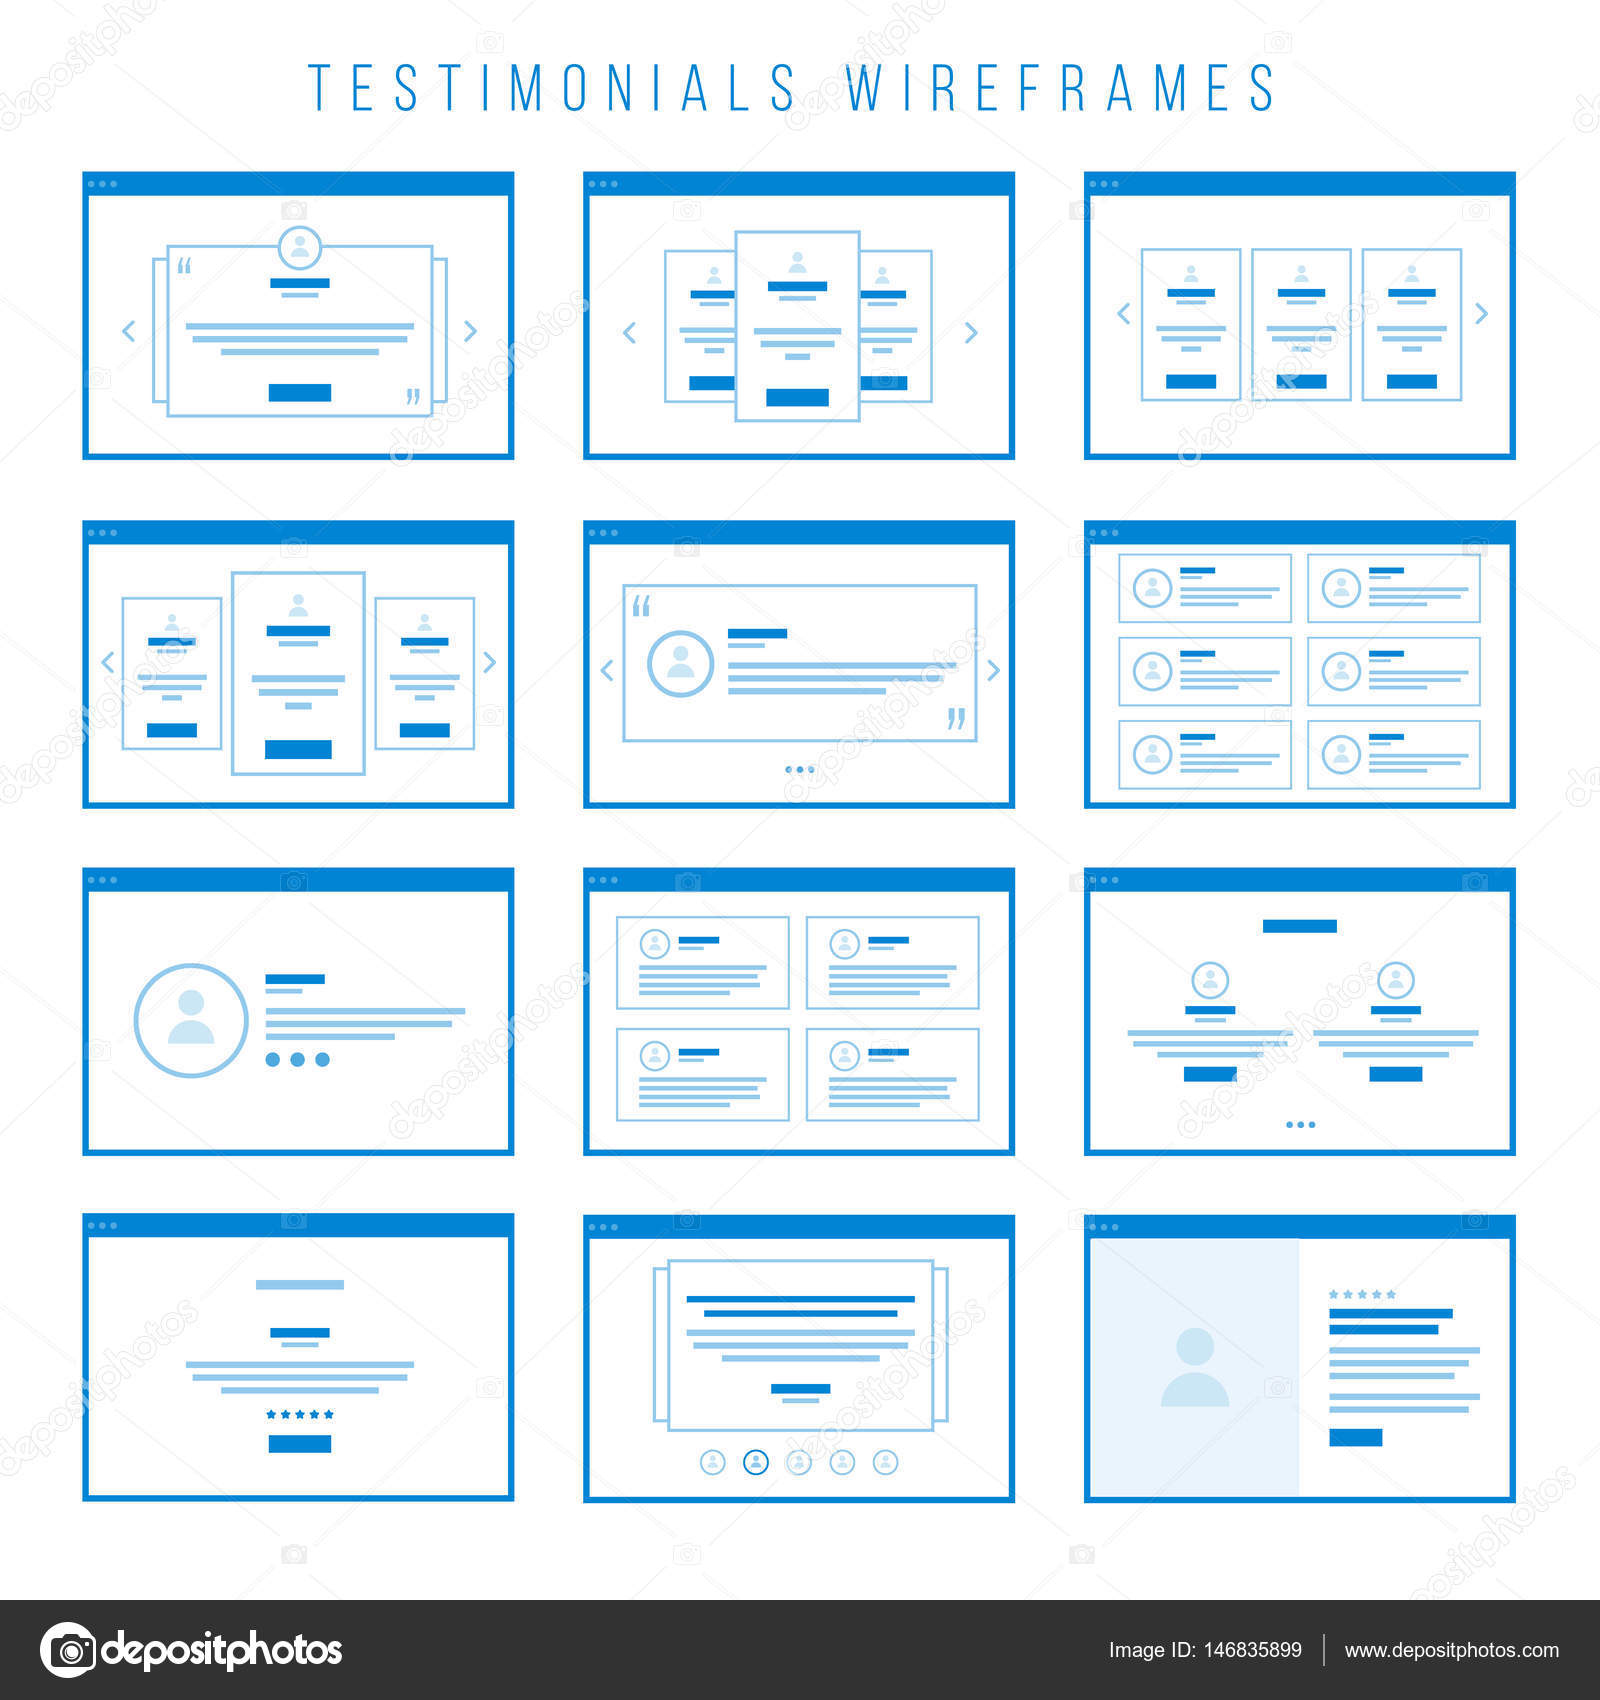 TESTIMONIALS WIREFRAMES
depositphotos
Image ID: 146835899 www.depositphotos.com